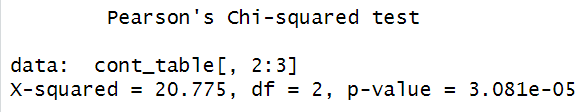 Pearson's Chi-squared test
data:  cont_table[, 2:3]
X-squared = 20.775, df = 2, p-value = 3.081e-05